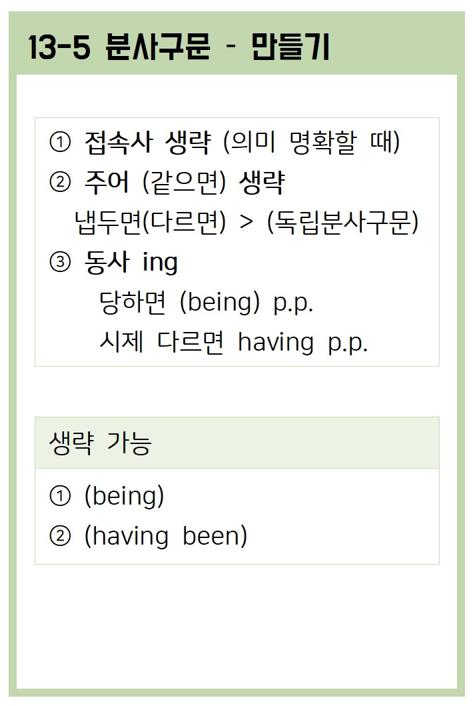 13-5 분사구문 - 만들기
① 접속사 생략 (의미 명확할 때)
② 주어 (같으면) 생략
냅두면(다르면) > (독립분사구문)
③ 동사 ing
당하면 (being) p.p.
시제 다르면 having p.p.
생략 가능
① (being)
② (having been)